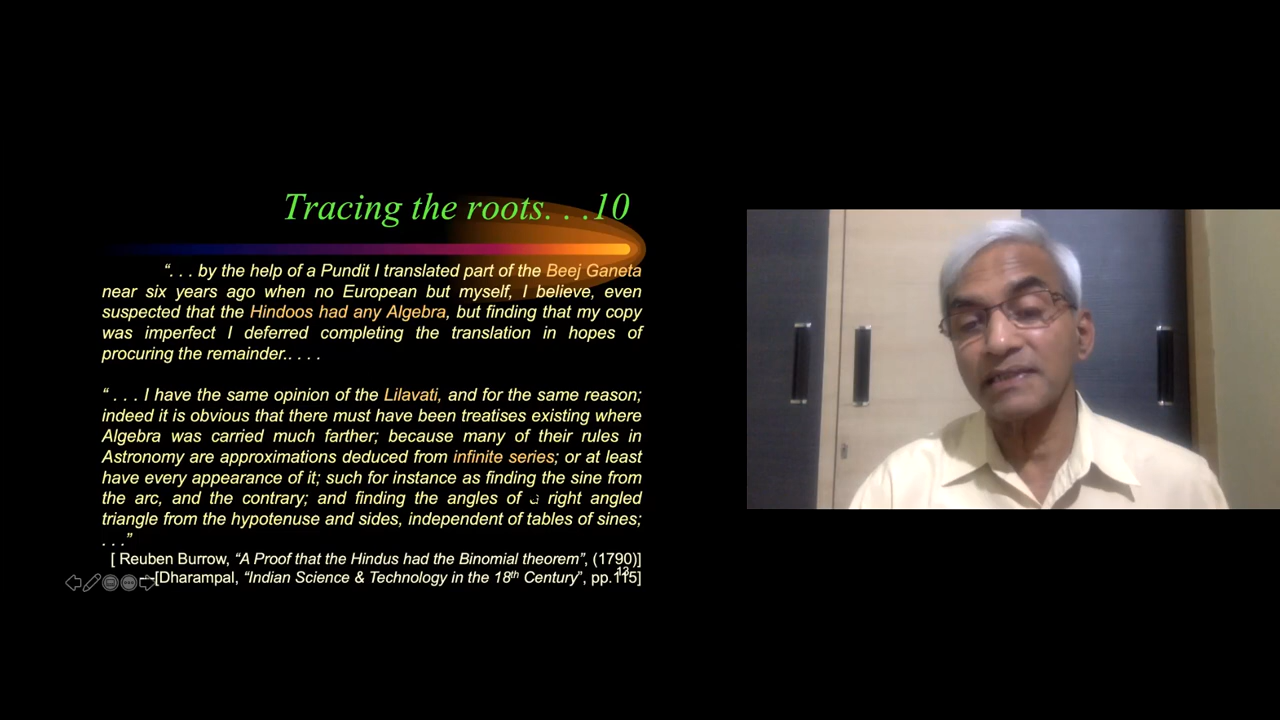 Tracing the roots. . .10
“. . . by the help of a Pundit I translated part of the Beej Ganeta
near six years ago when no European but myself, I believe, even
suspected that the Hindoos had any Algebra, but finding that my copy
was imperfect I deferred completing the translation in hopes of
procuring the remainder.. . . .
“ . . . I have the same opinion of the Lilavati, and for the same reason;
indeed it is obvious that there must have been treatises existing where
Algebra was carried much farther; because many of their rules in
Astronomy are approximations deduced from infinite series; or at least
have every appearance of it; such for instance as finding the sine from
the arc, and the contrary; and finding the angles of a right angled
triangle from the hypotenuse and sides, independent of tables of sines;
. . .”
[ Reuben Burrow, “A Proof that the Hindus had the Binomial theorem”, (1790)]
---[Dharampal, “Indian Science & Technology in the 18th Century”, pp.115]
13